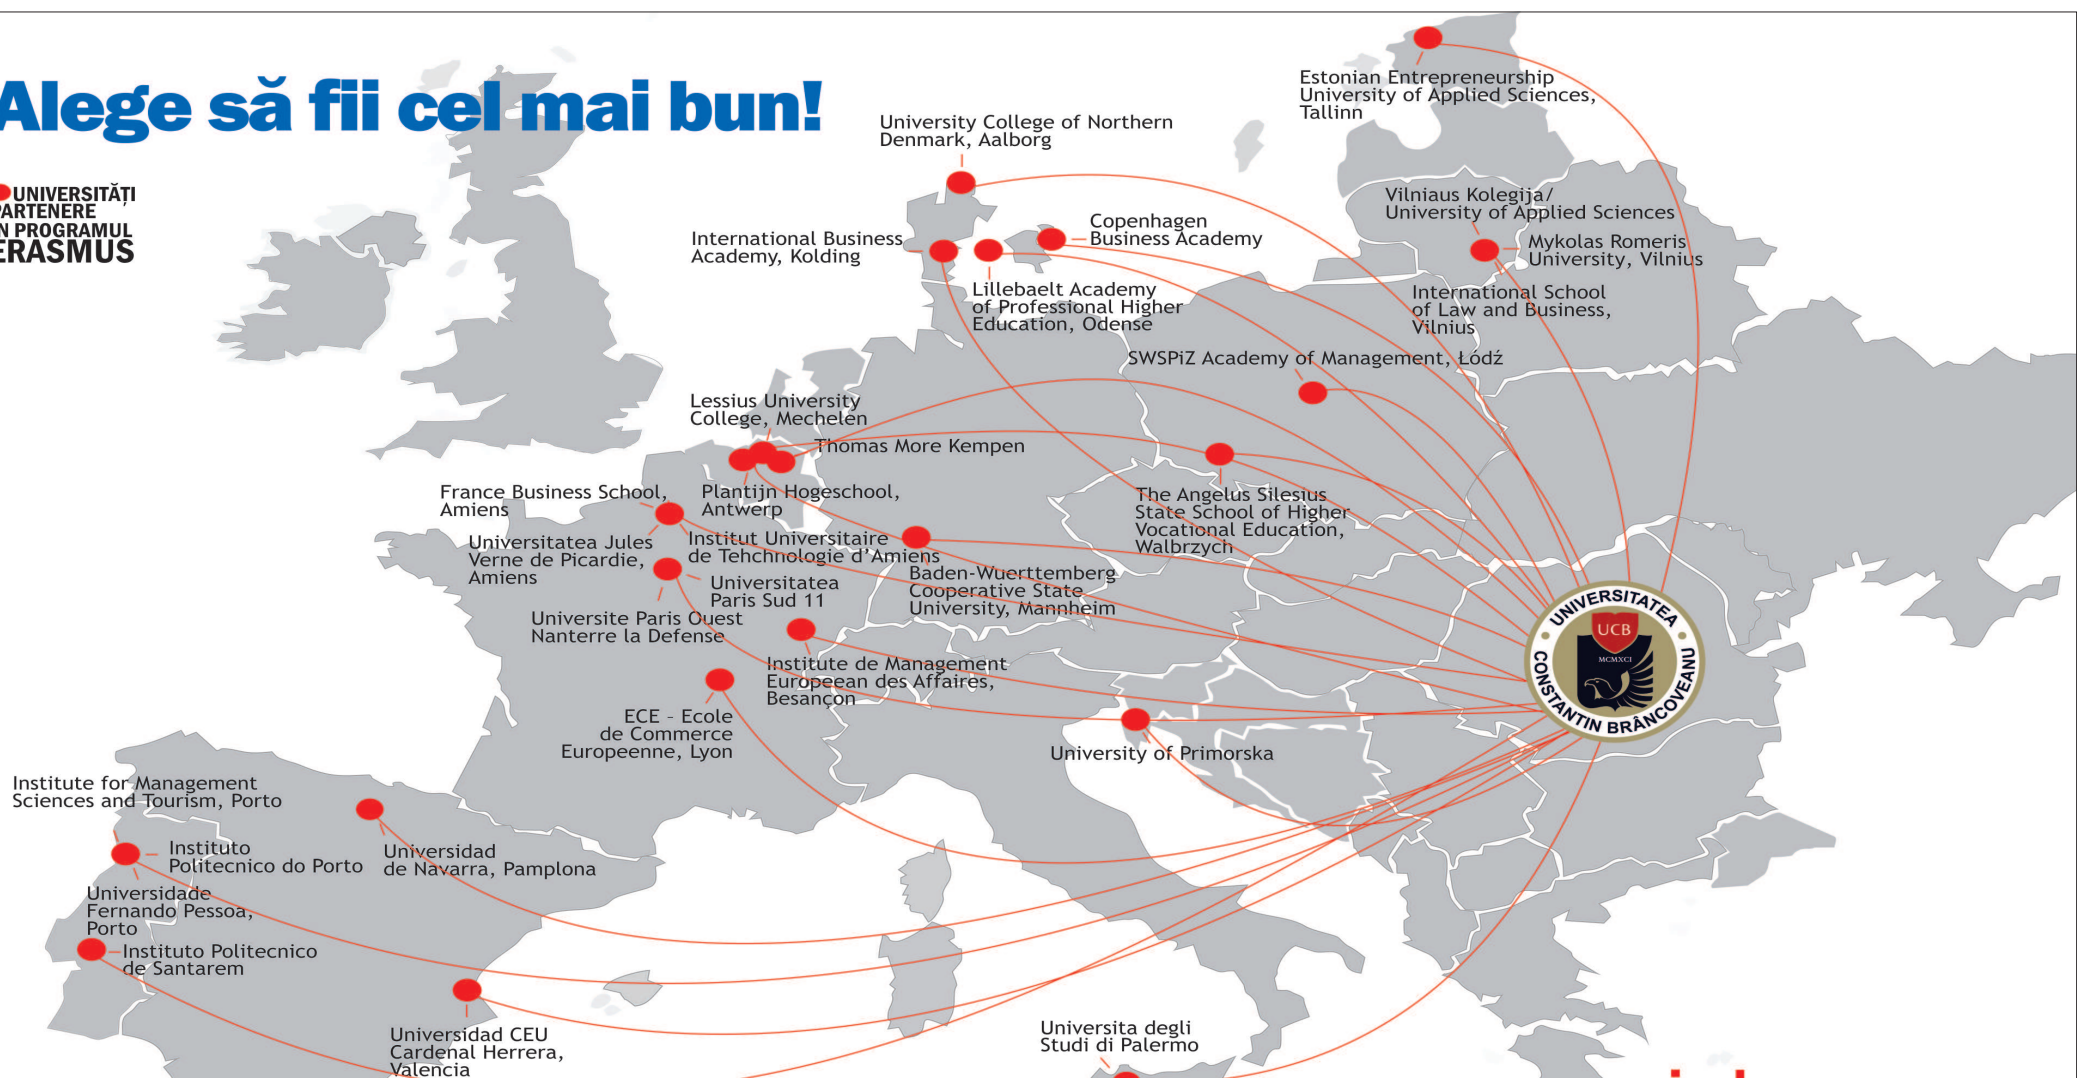 Alege să fii cel mai bun!
UNIVERSITĂȚI
PARTENERE
ÎN PROGRAMUL
ERASMUS
Estonian Entrepreneurship
University of Applied Sciences,
Tallinn
University College of Northern
Denmark, Aalborg
Vilniaus Kolegija/
University of Applied Sciences
Mykolas Romeris
University, Vilnius
International School
of Law and Business,
Vilnius
Copenhagen
Business Academy
International Business
Academy, Kolding
Lillebaelt Academy
of Professional Higher
Education, Odense
SWSPiZ Academy of Management, Łódź
Lessius University
College, Mechelen
Thomas More Kempen
Plantijn Hogeschool,
Antwerp
France Business School,
Amiens
The Angelus Silesius
State School of Higher
Vocational Education,
Walbrzych
Universitatea Jules
Verne de Picardie,
Amiens
Institut Universitaire
de Tehchnologie d'Amiens
Baden-Wuerttemberg
Cooperative State
University, Mannheim
Universitatea
Paris Sud 11
Universite Paris Ouest
Nanterre la Defense
Institute de Management
Europeean des Affaires,
Besançon
ECE - Ecole
de Commerce
Europeenne, Lyon
University of Primorska
UNIVERSITATEA
CONSTANTIN BRÂNCOVEANU
UCB
MCMXCI
Institute for Management
Sciences and Tourism, Porto
Instituto
Politecnico do Porto
Universidad
de Navarra, Pamplona
Universidade
Fernando Pessoa,
Porto
Instituto Politecnico
de Santarem
Universidad CEU
Cardenal Herrera,
Valencia
Universita degli
Studi di Palermo